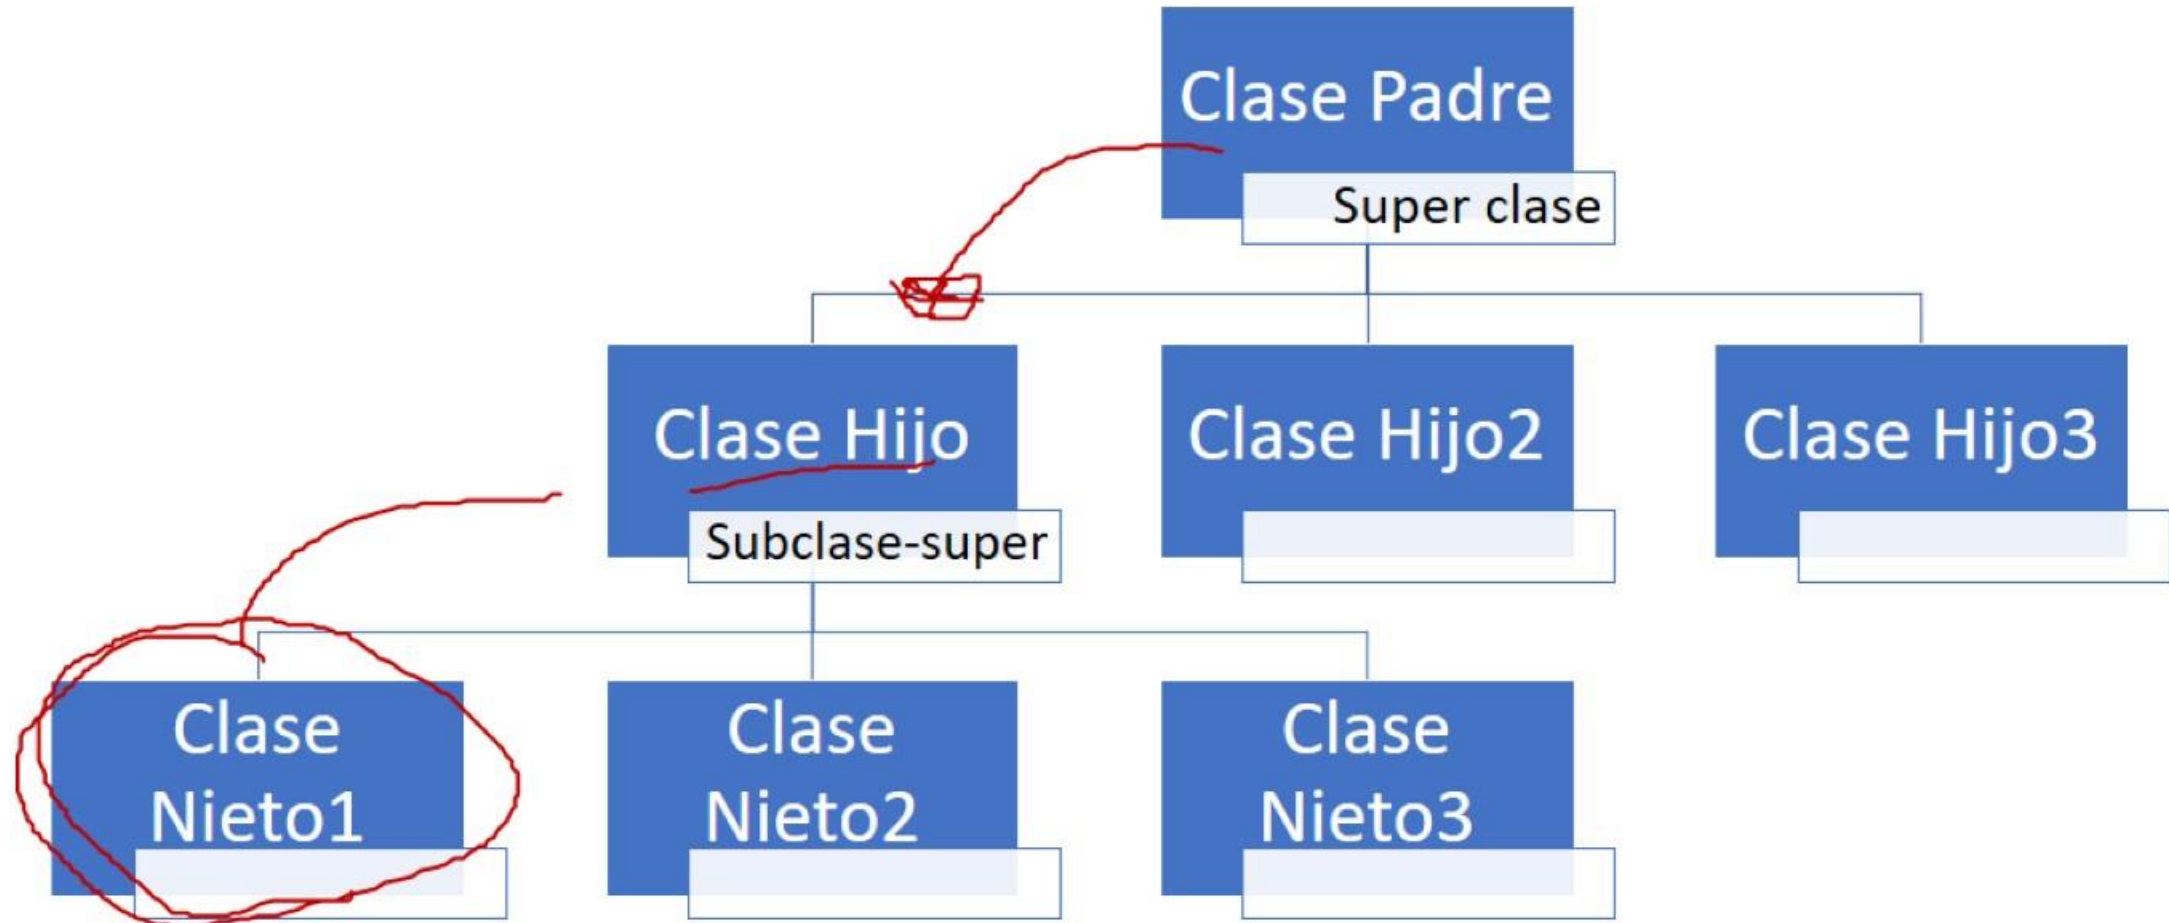 Clase Padre
Super clase
Clase Hijo
Subclase-super
Clase Hijo2
Clase Hijo3
Clase
Nieto1
Clase
Nieto2
Clase
Nieto3